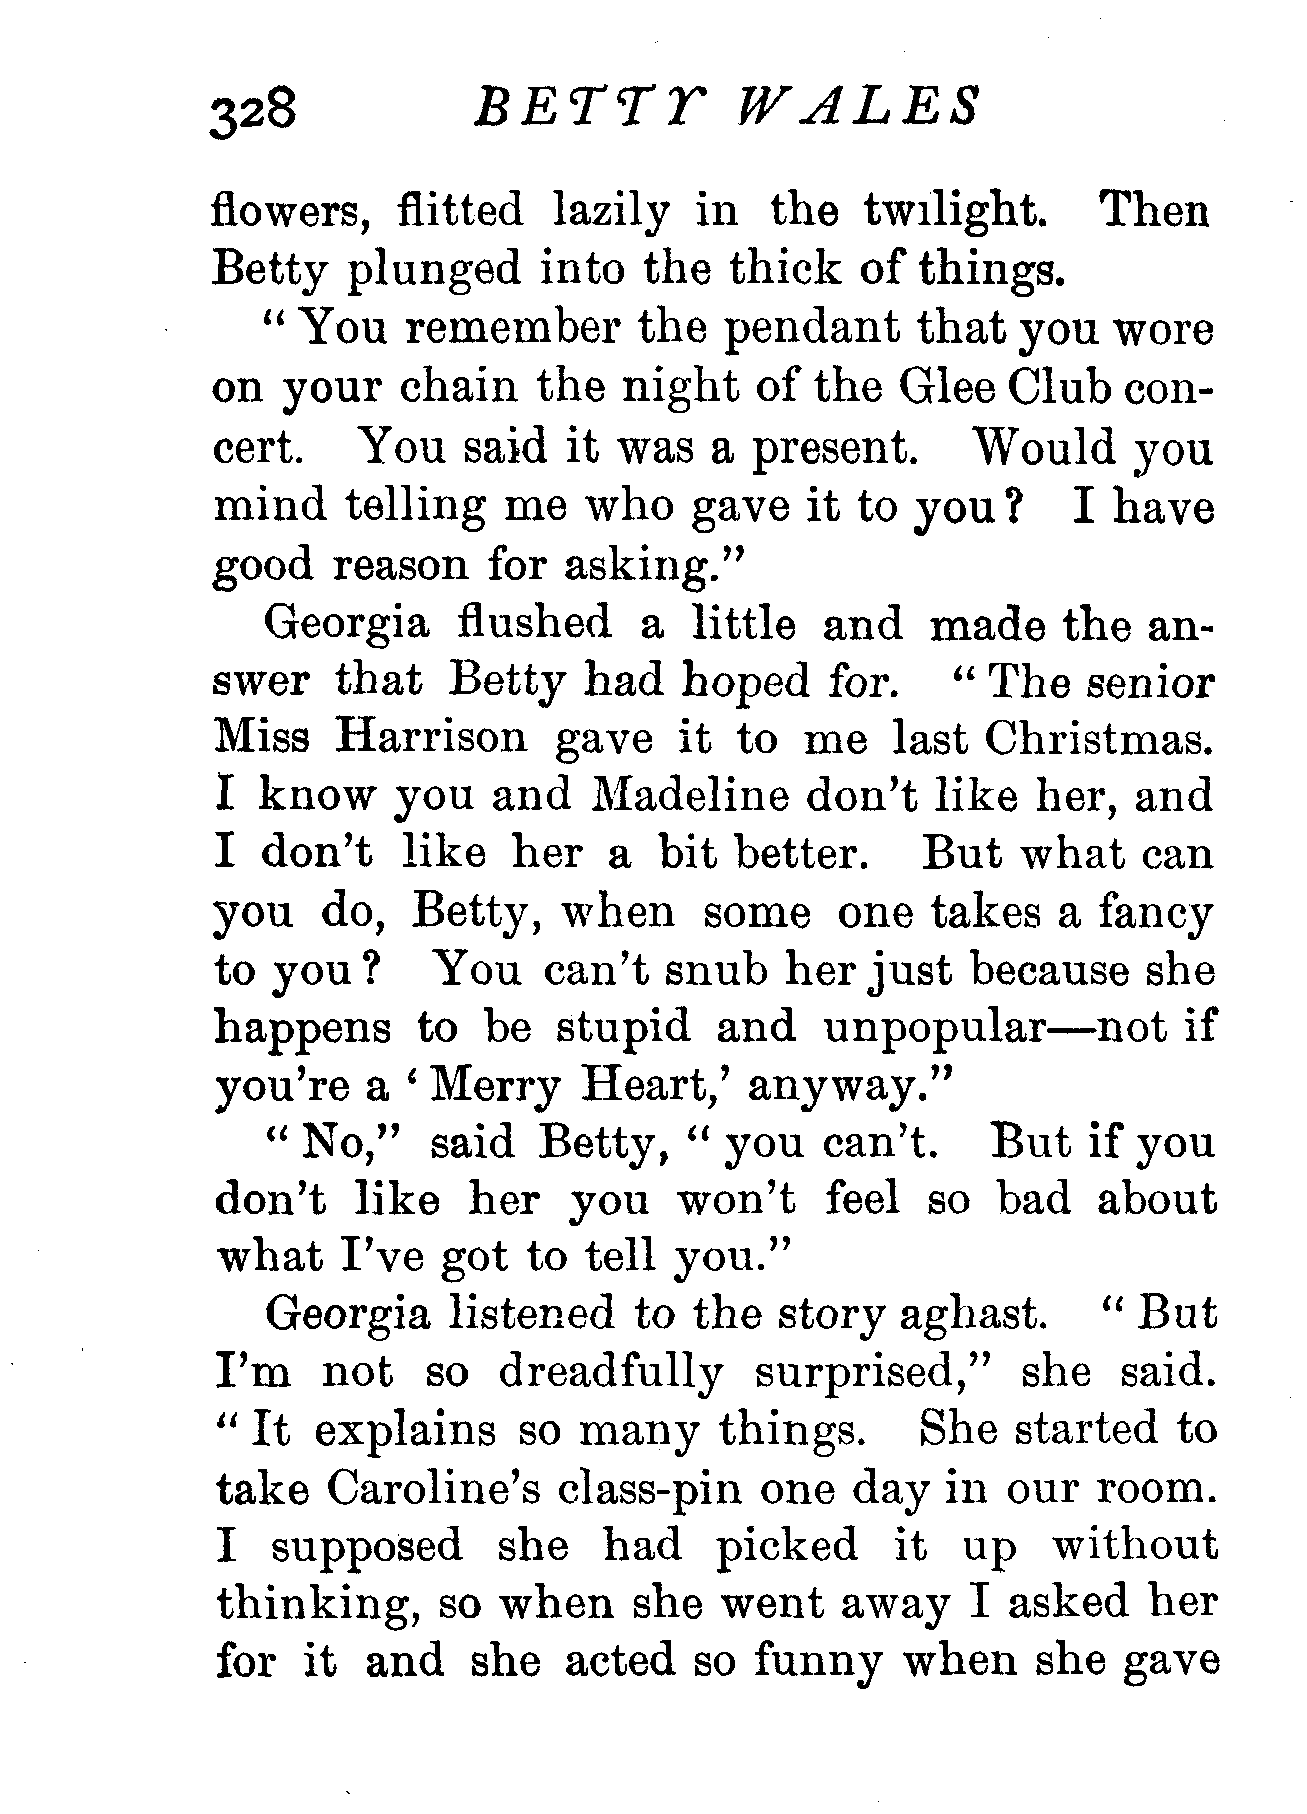 328 BETTY WALES
flowers, flitted lazily in the twilight. Then
Betty plunged into the thick of things.
“ You remember the pendant that you wore
on your chain the night of the Glee Club con-
cert. You said it was a present. Would you
mind telling me who gave it to you? I have
good reason for asking.”
Georgia flushed a little and made the an-
swer that Betty had hoped for. “ The senior
Miss Harrison gave it to me last Christmas.
I know you and Madeline don’t like her, and
I don’t like her a bit better. But what can
you do, Betty, when some one takes a fancy
to you? You can’t snub her just because she
happens to be stupid and unpopular—not if
you’re a ‘ Merry Heart,’ anyway.”
“ No,” said Betty, “ you can’t. But if you
don’t like her you won’t feel so bad about
what I’ve got to tell you.”
Georgia listened to the story aghast. “ But
I’m not so dreadfully surprised,” she said.
“ It explains so many things. She started to
take Caroline’s class-pin one day in our room.
I supposed she had picked it up without
thinking, so when she went away I asked her
for it and she acted so funny when she gave